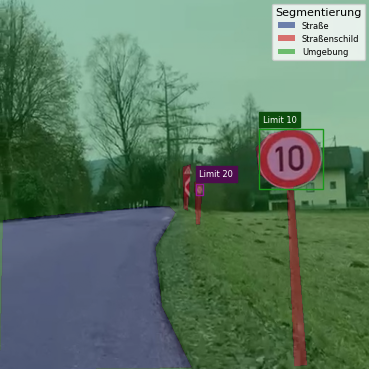 Segmentierung
Straße
Straßenschild
Umgebung
Limit 10
10
Limit 20